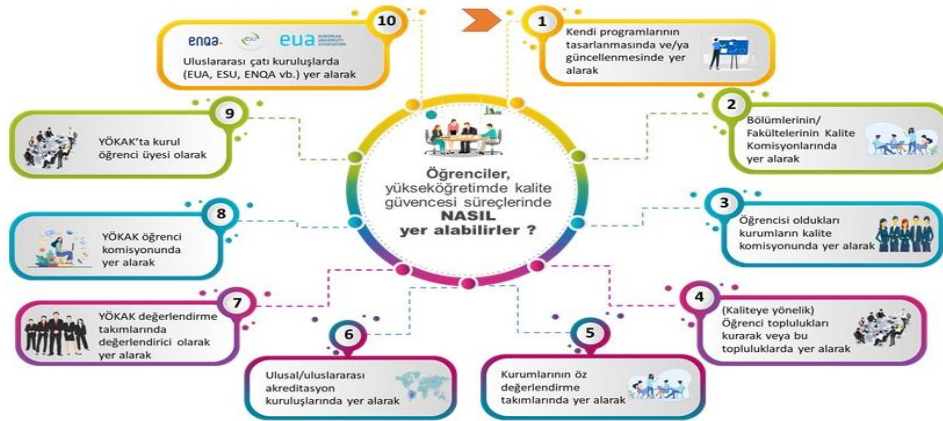 Öğrenciler,
yükseköğretimde kalite
güvencesi süreçlerinde
NASIL
yer alabilirler ?
1
Kendi programlarının
tasarlanmasında ve/ya
güncellenmesinde yer
alarak
2
Bölümlerinin/
Fakültelerinin Kalite
Komisyonlarında
yer alarak
3
Öğrencisi oldukları
kurumların kalite
komisyonunda yer alarak
4
(Kaliteye yönelik)
Öğrenci toplulukları
kurarak veya bu
topluluklarda yer alarak
5
Kurumlarının öz
değerlendirme
takımlarında yer alarak
6
Ulusal/uluslararası
akreditasyon
kuruluşlarında yer alarak
7
YÖKAK değerlendirme
takımlarında
değerlendirici olarak
yer alarak
8
YÖKAK öğrenci
komisyonunda
yer alarak
9
YÖKAK'ta kurul
öğrenci üyesi olarak
10
enqa. ESU eua EUROPEAN
UNIVERSITY
ASSOCIATION
Uluslararası çatı kuruluşlarda
(EUA, ESU, ENQA vb.) yer alarak